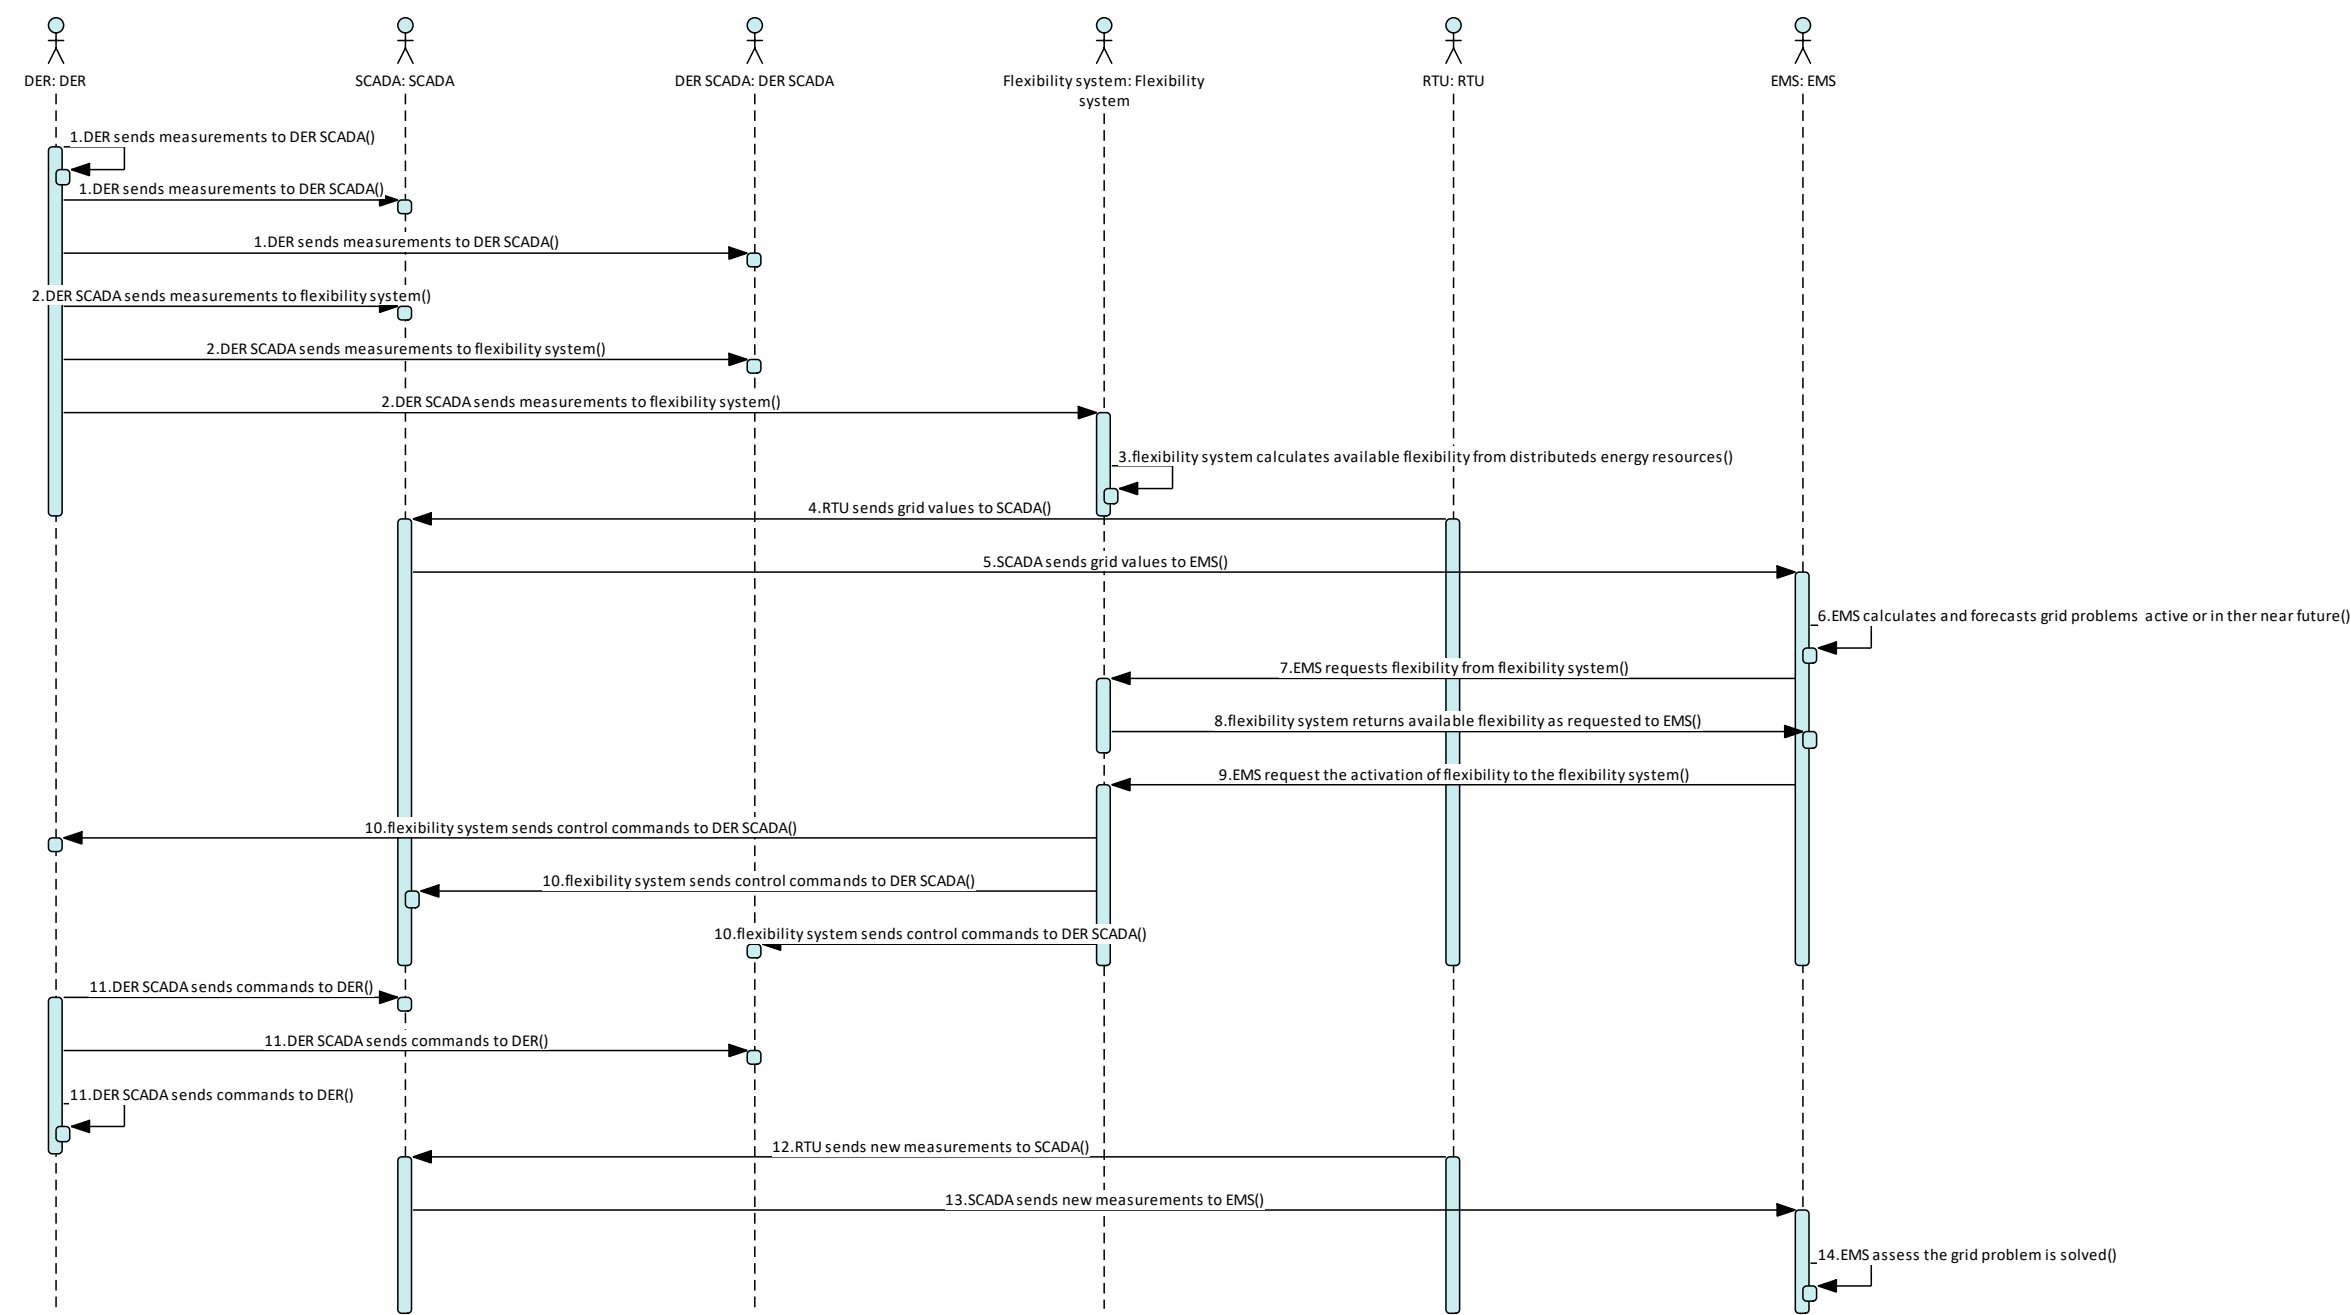 DER: DER
SCADA: SCADA
DER SCADA: DER SCADA
Flexibility system: Flexibility
system
RTU: RTU
EMS: EMS
1.DER sends measurements to DER SCADA()
1.DER sends measurements to DER SCADA()
1.DER sends measurements to DER SCADA()
2.DER SCADA sends measurements to flexibility system()
2.DER SCADA sends measurements to flexibility system()
2.DER SCADA sends measurements to flexibility system()
3.flexibility system calculates available flexibility from distributeds energy resources()
4.RTU sends grid values to SCADA()
5.SCADA sends grid values to EMS()
6.EMS calculates and forecasts grid problems  active or in ther near future()
7.EMS requests flexibility from flexibility system()
8.flexibility system returns available flexibility as requested to EMS()
9.EMS request the activation of flexibility to the flexibility system()
10.flexibility system sends control commands to DER SCADA()
10.flexibility system sends control commands to DER SCADA()
10.flexibility system sends control commands to DER SCADA()
11.DER SCADA sends commands to DER()
11.DER SCADA sends commands to DER()
11.DER SCADA sends commands to DER()
12.RTU sends new measurements to SCADA()
13.SCADA sends new measurements to EMS()
14.EMS assess the grid problem is solved()